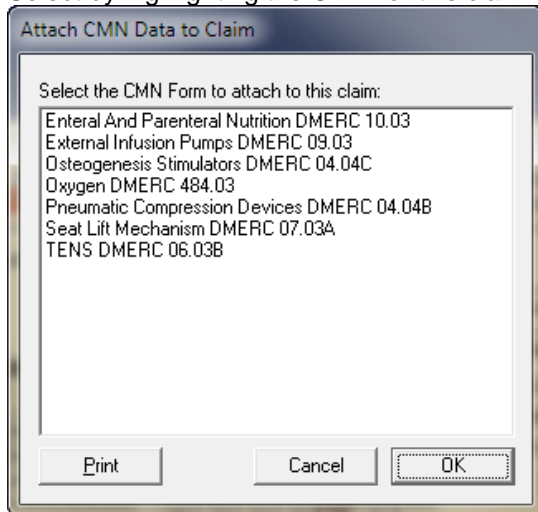 Attach CMN Data to Claim
Select the CMN Form to attach to this claim:
Enteral And Parenteral Nutrition DMERC 10.03
External Infusion Pumps DMERC 09.03
Osteogenesis Stimulators DMERC 04.04C
Oxygen DMERC 484.03
Pneumatic Compression Devices DMERC 04.04B
Seat Lift Mechanism DMERC 07.03A
TENS DMERC 06.03B
Print Cancel OK